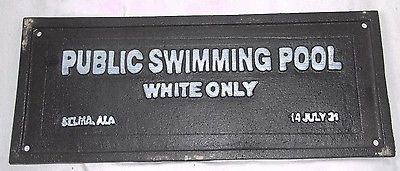 PUBLIC SWIMMING POOL
WHITE ONLY
SELMA, ALA 14 JULY 31